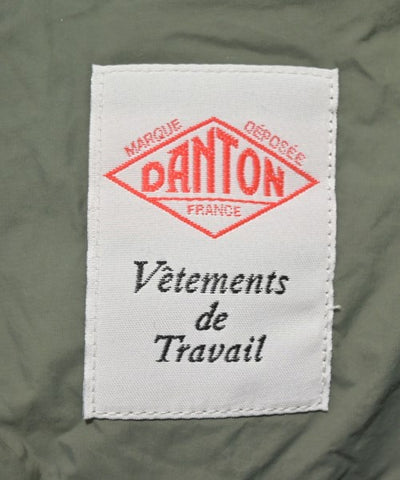 MARQUE DÉPOSÉE
DANTON
FRANCE
Vêtements
de
Travail